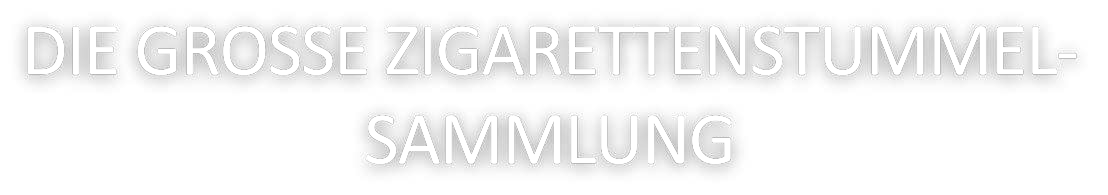 DIE GROSSE ZIGARETTENSTUMMEL-
SAMMLUNG